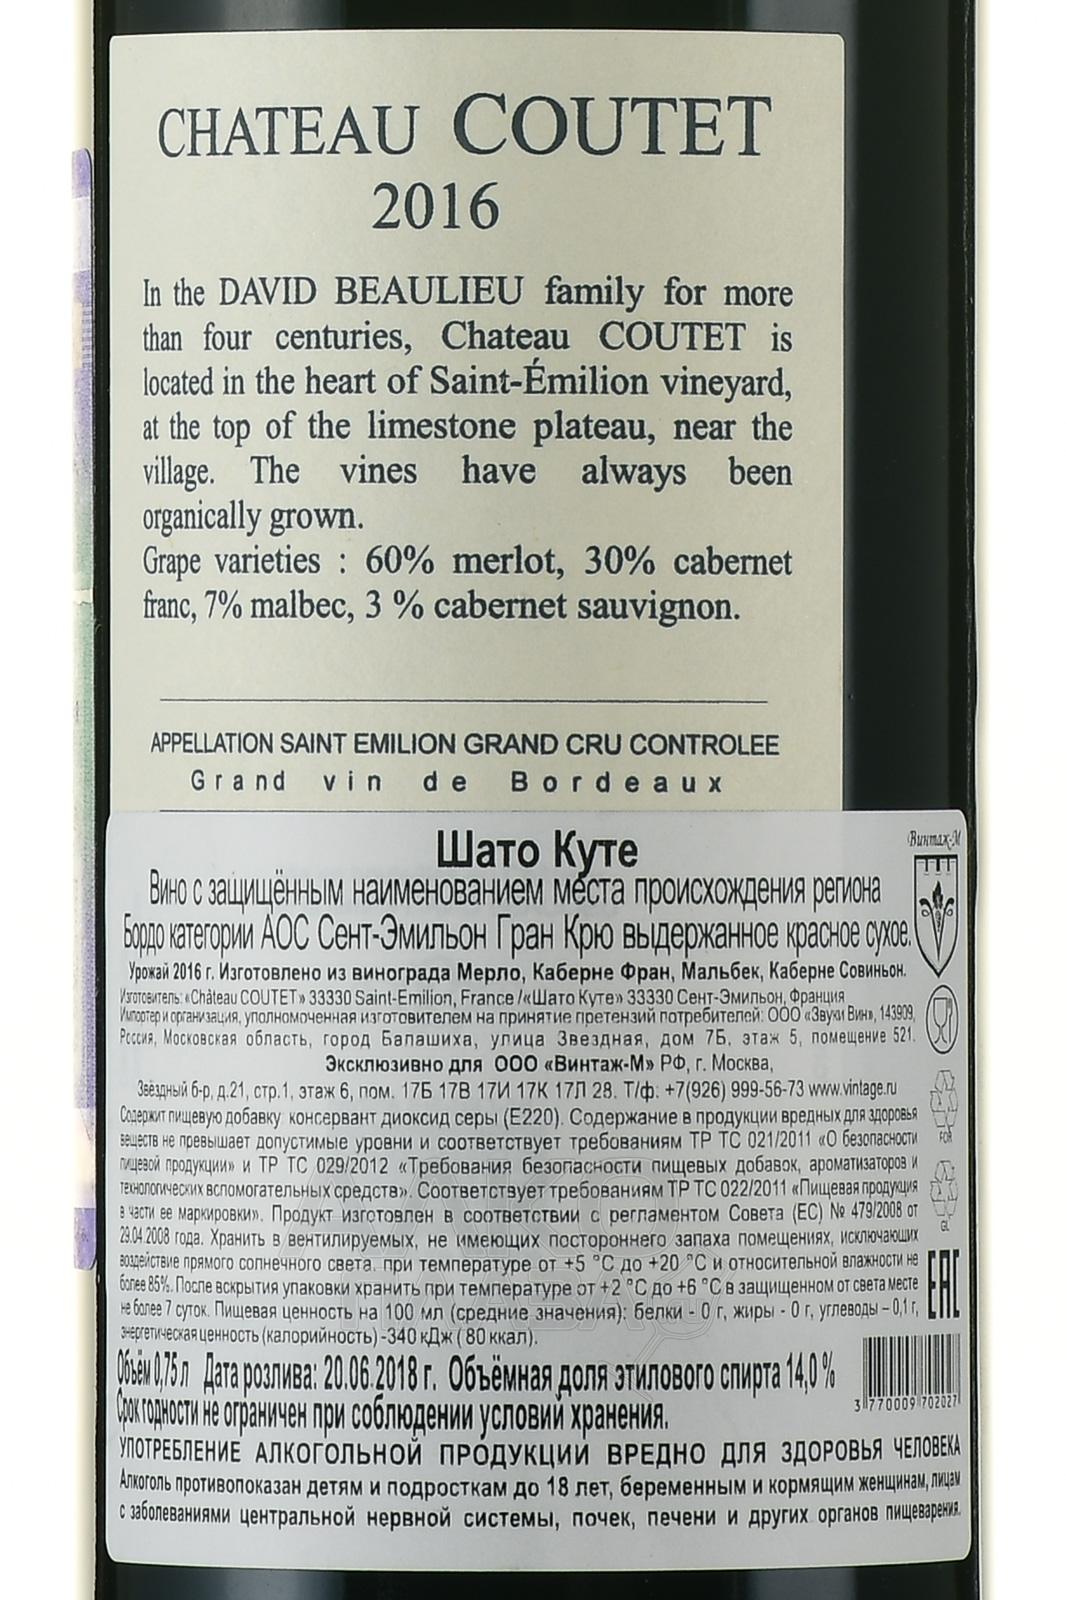 CHATEAU COUTET
2016
In the DAVID BEAULIEU family for more
than four centuries, Chateau COUTET is
located in the heart of Saint-Émilion vineyard,
at the top of the limestone plateau, near the
village. The vines have always been
organically grown.
Grape varieties : 60% merlot, 30% cabernet
franc, 7% malbec, 3 % cabernet sauvignon.
APPELLATION SAINT EMILION GRAND CRU CONTROLEE
Grand vin de Bordeaux
Шато Куте
Винтаж-М
Вино с защищённым наименованием места происхождения региона
Бордо категории АОС Сент-Эмильон Гран Крю выдержанное красное сухое.
Урожай 2016 г. Изготовлено из винограда Мерло, Каберне Фран, Мальбек, Каберне Совиньон.
Изготовитель: «Château COUTET» 33330 Saint-Emilion, France /«Шато Куте» 33330 Сент-Эмильон, Франция
Импортер и организация, уполномоченная изготовителем на принятие претензий потребителей: ООО «Звуки Вин», 143909,
Россия, Московская область, город Балашиха, улица Звездная, дом 7Б, этаж 5, помещение 521.
Эксклюзивно для ООО «Винтаж-М» РФ, г. Москва,
Звёздный б-р, д.21, стр.1, этаж 6, пом. 17Б 17В 17И 17К 17Л 28. Т/ф: +7(926) 999-56-73 www.vintage.ru
Содержит пищевую добавку консервант диоксид серы (Е220). Содержание в продукции вредных для здоровья
веществ не превышает допустимые уровни и соответствует требованиям ТР ТС 021/2011 «О безопасности
пищевой продукции» и ТР ТС 029/2012 «Требования безопасности пищевых добавок, ароматизаторов и
технологических вспомогательных средств». Соответствует требованиям ТР ТС 022/2011 «Пищевая продукция
в части ее маркировки». Продукт изготовлен в соответствии с регламентом Совета (ЕС) № 479/2008 от
29.04.2008 года. Хранить в вентилируемых, не имеющих постороннего запаха помещениях, исключающих
воздействие прямого солнечного света, при температуре от +5 °С до +20 °С и относительной влажности не
более 85%. После вскрытия упаковки хранить при температуре от +2 °С до +6 °С в защищенном от света месте
не более 7 суток. Пищевая ценность на 100 мл (средние значения): белки - 0 г, жиры - 0 г, углеводы – 0,1 г,
энергетическая ценность (калорийность) -340 кДж ( 80 ккал).
FOR
GL
ЕАС
Объём 0,75 л Дата розлива: 20.06.2018 г. Объёмная доля этилового спирта 14,0 %
3 770009 702027
Срок годности не ограничен при соблюдении условий хранения.
УПОТРЕБЛЕНИЕ АЛКОГОЛЬНОЙ ПРОДУКЦИИ ВРЕДНО ДЛЯ ЗДОРОВЬЯ ЧЕЛОВЕКА
Алкоголь противопоказан детям и подросткам до 18 лет, беременным и кормящим женщинам, лицам
с заболеваниями центральной нервной системы, почек, печени и других органов пищеварения.